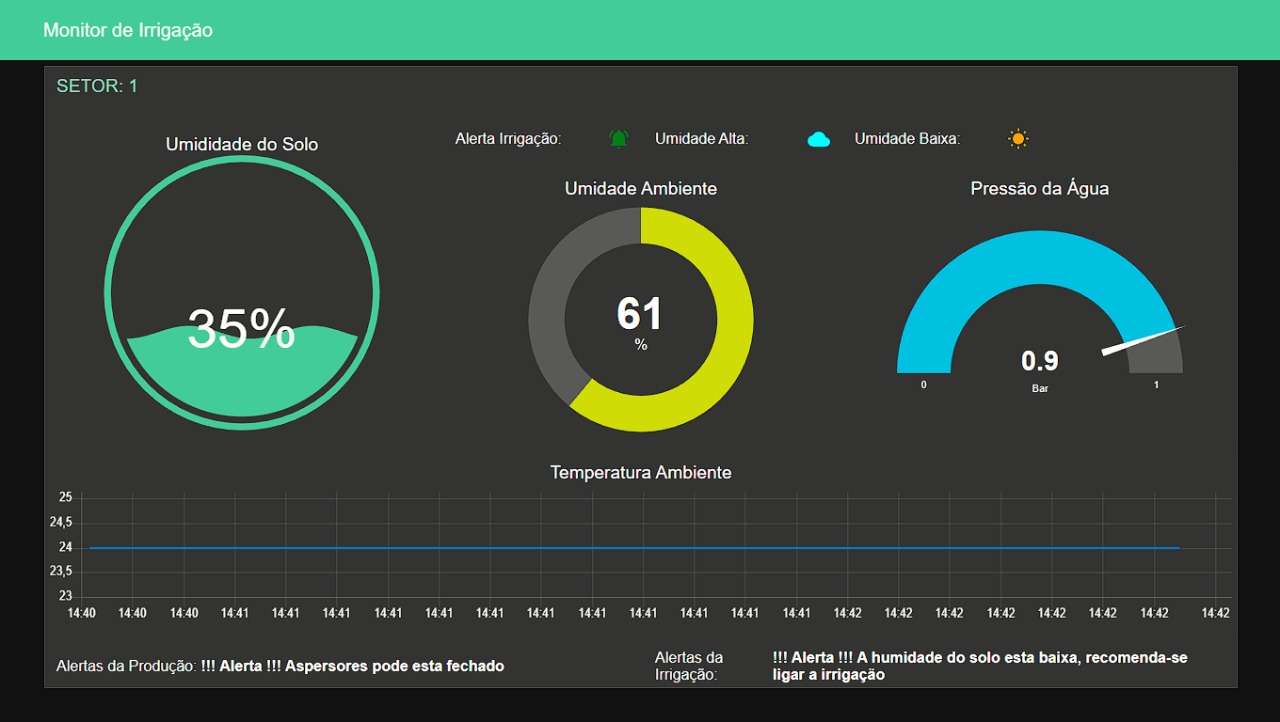 Monitor de Irrigação
SETOR: 1
Umididade do Solo
35%
Alerta Irrigação:
Umidade Alta:
Umidade Baixa:
Umidade Ambiente
61
%
Pressão da Água
0.9
Bar
0
1
Temperatura Ambiente
25
24,5
24
23,5
23
14:40 14:40 14:40 14:41 14:41 14:41 14:41 14:41 14:41 14:41 14:41 14:41 14:41 14:41 14:41 14:42 14:42 14:42 14:42 14:42 14:42 14:42 14:42
Alertas da Produção: !!! Alerta !!! Aspersores pode esta fechado
Alertas da
Irrigação:
!!! Alerta !!! A humidade do solo esta baixa, recomenda-se
ligar a irrigação